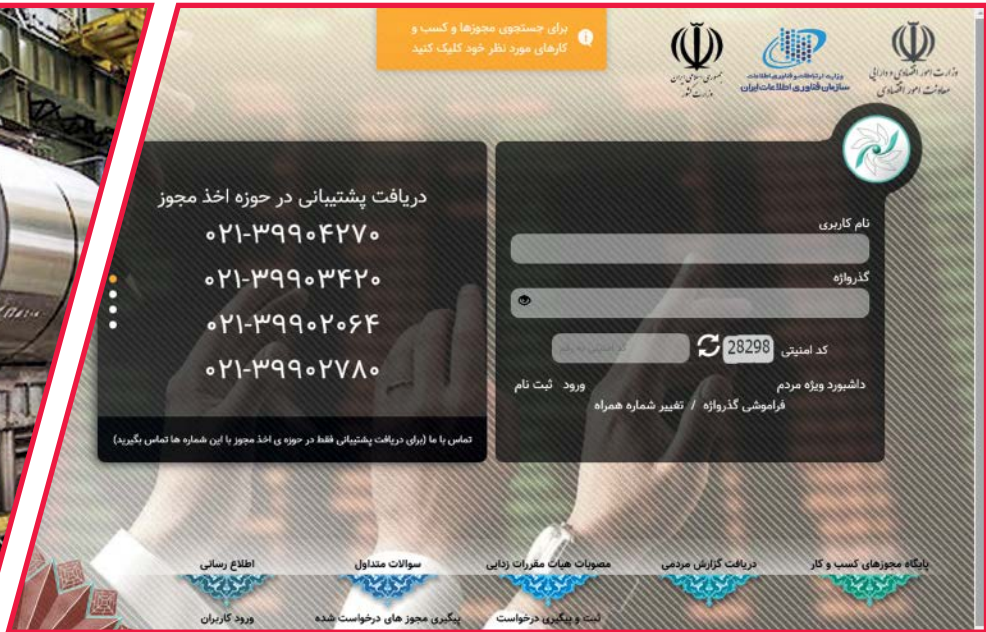 برای جستجوی مجوزها و کسب و
کارهای مورد نظر خود کلیک کنید
وزارت امور اقتصادی و دارایی
معاونت امور اقتصادی
وزارت ارتباطات و فناوری اطلاعات
سازمان فناوری اطلاعات ایران
جمهوری اسلامی ایران
وزارت کشور
نام کاربری
گذرواژه
کد امنیتی 28298
داشبورد ویژه مردم ورود ثبت نام
فراموشی گذرواژه / تغییر شماره همراه
دریافت پشتیبانی در حوزه اخذ مجوز
۰۲۱-۳۹۹۰۴۲۷۰
۰۲۱-۳۹۹۰۳۴۲۰
۰۲۱-۳۹۹۰۲۰۶۴
۰۲۱-۳۹۹۰۲۷۸۰
تماس با ما (برای دریافت پشتیبانی فقط در حوزه ی اخذ مجوز با این شماره ها تماس بگیرید)
پایگاه مجوزهای کسب و کار
دریافت گزارش مردمی
مصوبات هیات مقررات زدایی
سوالات متداول
اطلاع رسانی
ثبت و پیگیری درخواست
پیگیری مجوز های درخواست شده
ورود کاربران